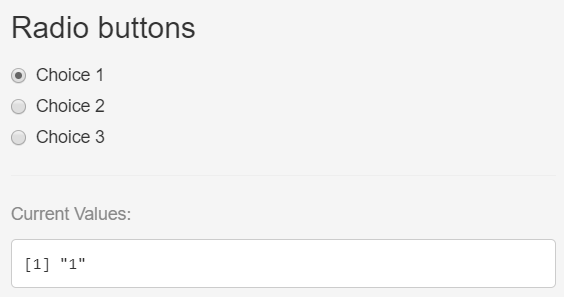 Radio buttons
Choice 1
Choice 2
Choice 3
Current Values:
[1] "1"